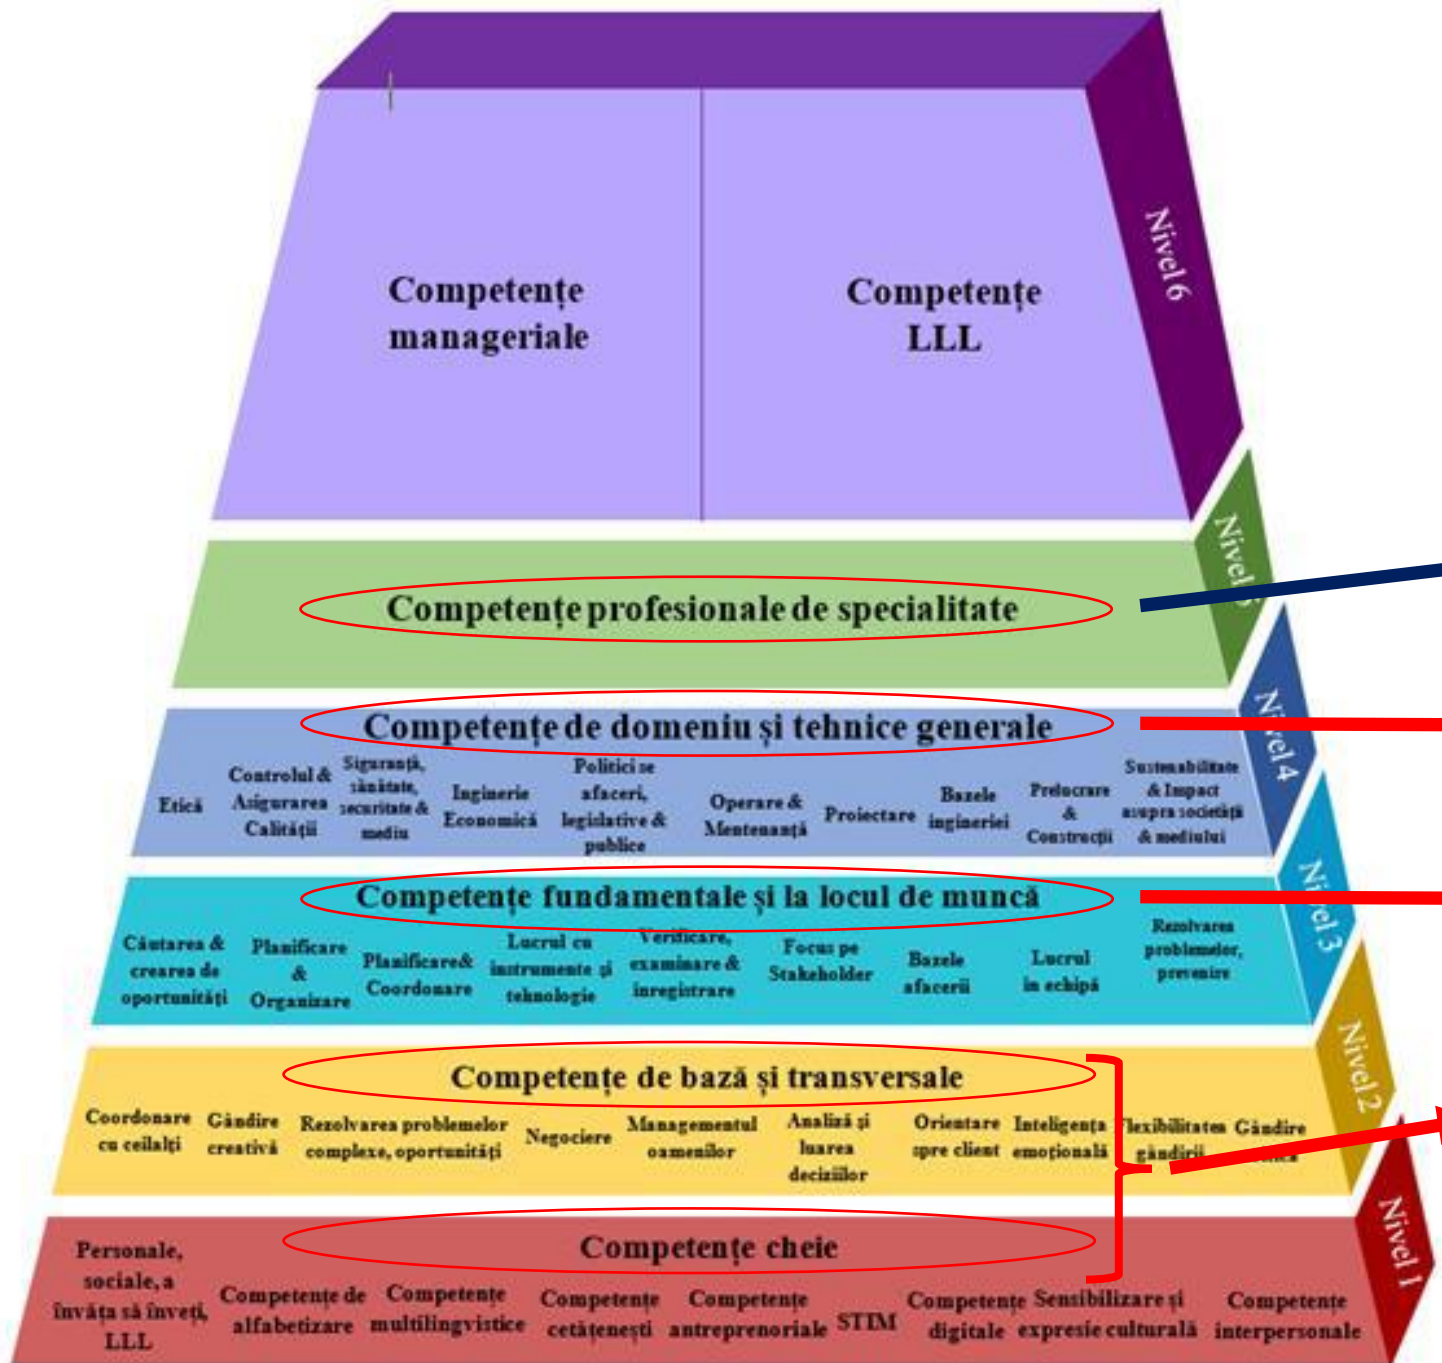 Nivel 6
Competențe
manageriale
Competențe
LLL
Nivel
Competențe profesionale de specialitate
Nivel 4
Competențe de domeniu și tehnice generale
Etică
Controlul &
Asigurarea
Calității
Siguranță,
sănătate,
securitate &
mediu
Inginerie
Economică
Politici se
afaceri,
legislative &
publice
Operare &
Mentenanță
Proiectare
Bazele
ingineriei
Prelucrare
&
Construcții
Sustenabilitate
& Impact
asupra societății
& mediului
Nivel 3
Competențe fundamentale și la locul de muncă
Căutarea &
crearea de
oportunități
Planificare
&
Organizare
Planificare&
Coordonare
Lucrul cu
instrumente și
tehnologie
Verificare,
examinare &
înregistrare
Focus pe
Stakeholder
Bazele
afacerii
Lucrul
în echipă
Rezolvarea
problemelor,
prevenire
Nivel 2
Competențe de bază și transversale
Coordonare
cu ceilalți
Gândire
creativă
Rezolvarea problemelor
complexe, oportunități
Negociere
Managementul
oamenilor
Analiză și
luarea
deciziilor
Orientare
spre client
Inteligența
emoțională
Flexibilitatea
gândirii
Gândire
Nivel 1
Competențe cheie
Personale,
sociale, a
învăța să înveți,
LLL
Competențe de
alfabetizare
Competențe
multilingvistice
Competențe
cetățenești
Competențe
antreprenoriale
STIM
Competențe
digitale
Sensibilizare și
expresie culturală
Competențe
interpersonale